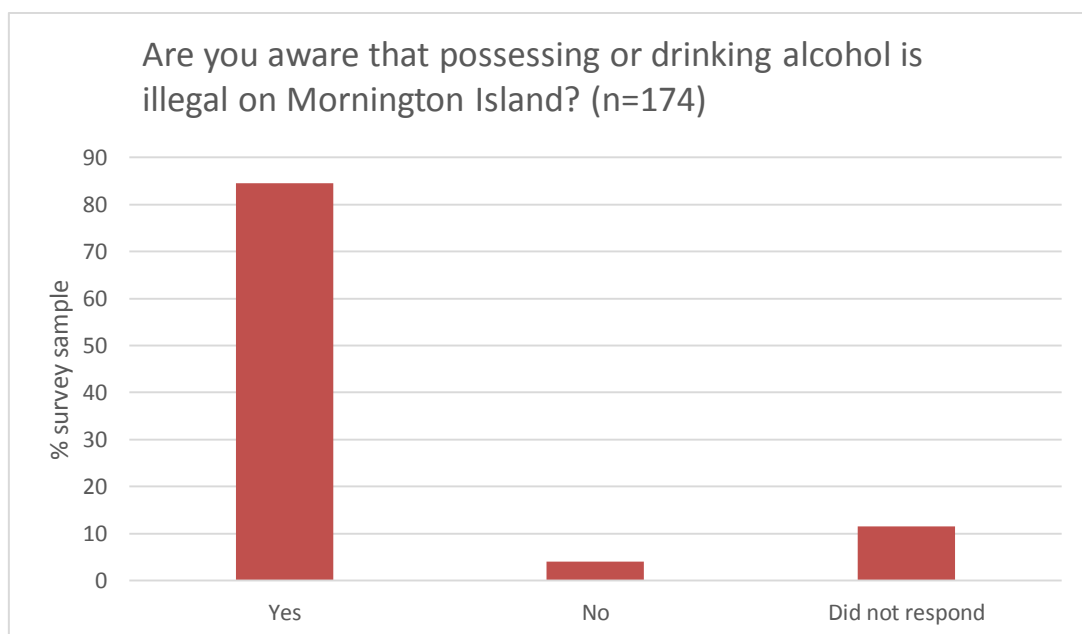 Are you aware that possessing or drinking alcohol is
illegal on Mornington Island? (n=174)
90
80
70
60
50
40
30
20
10
0
% survey sample
Yes
No
Did not respond